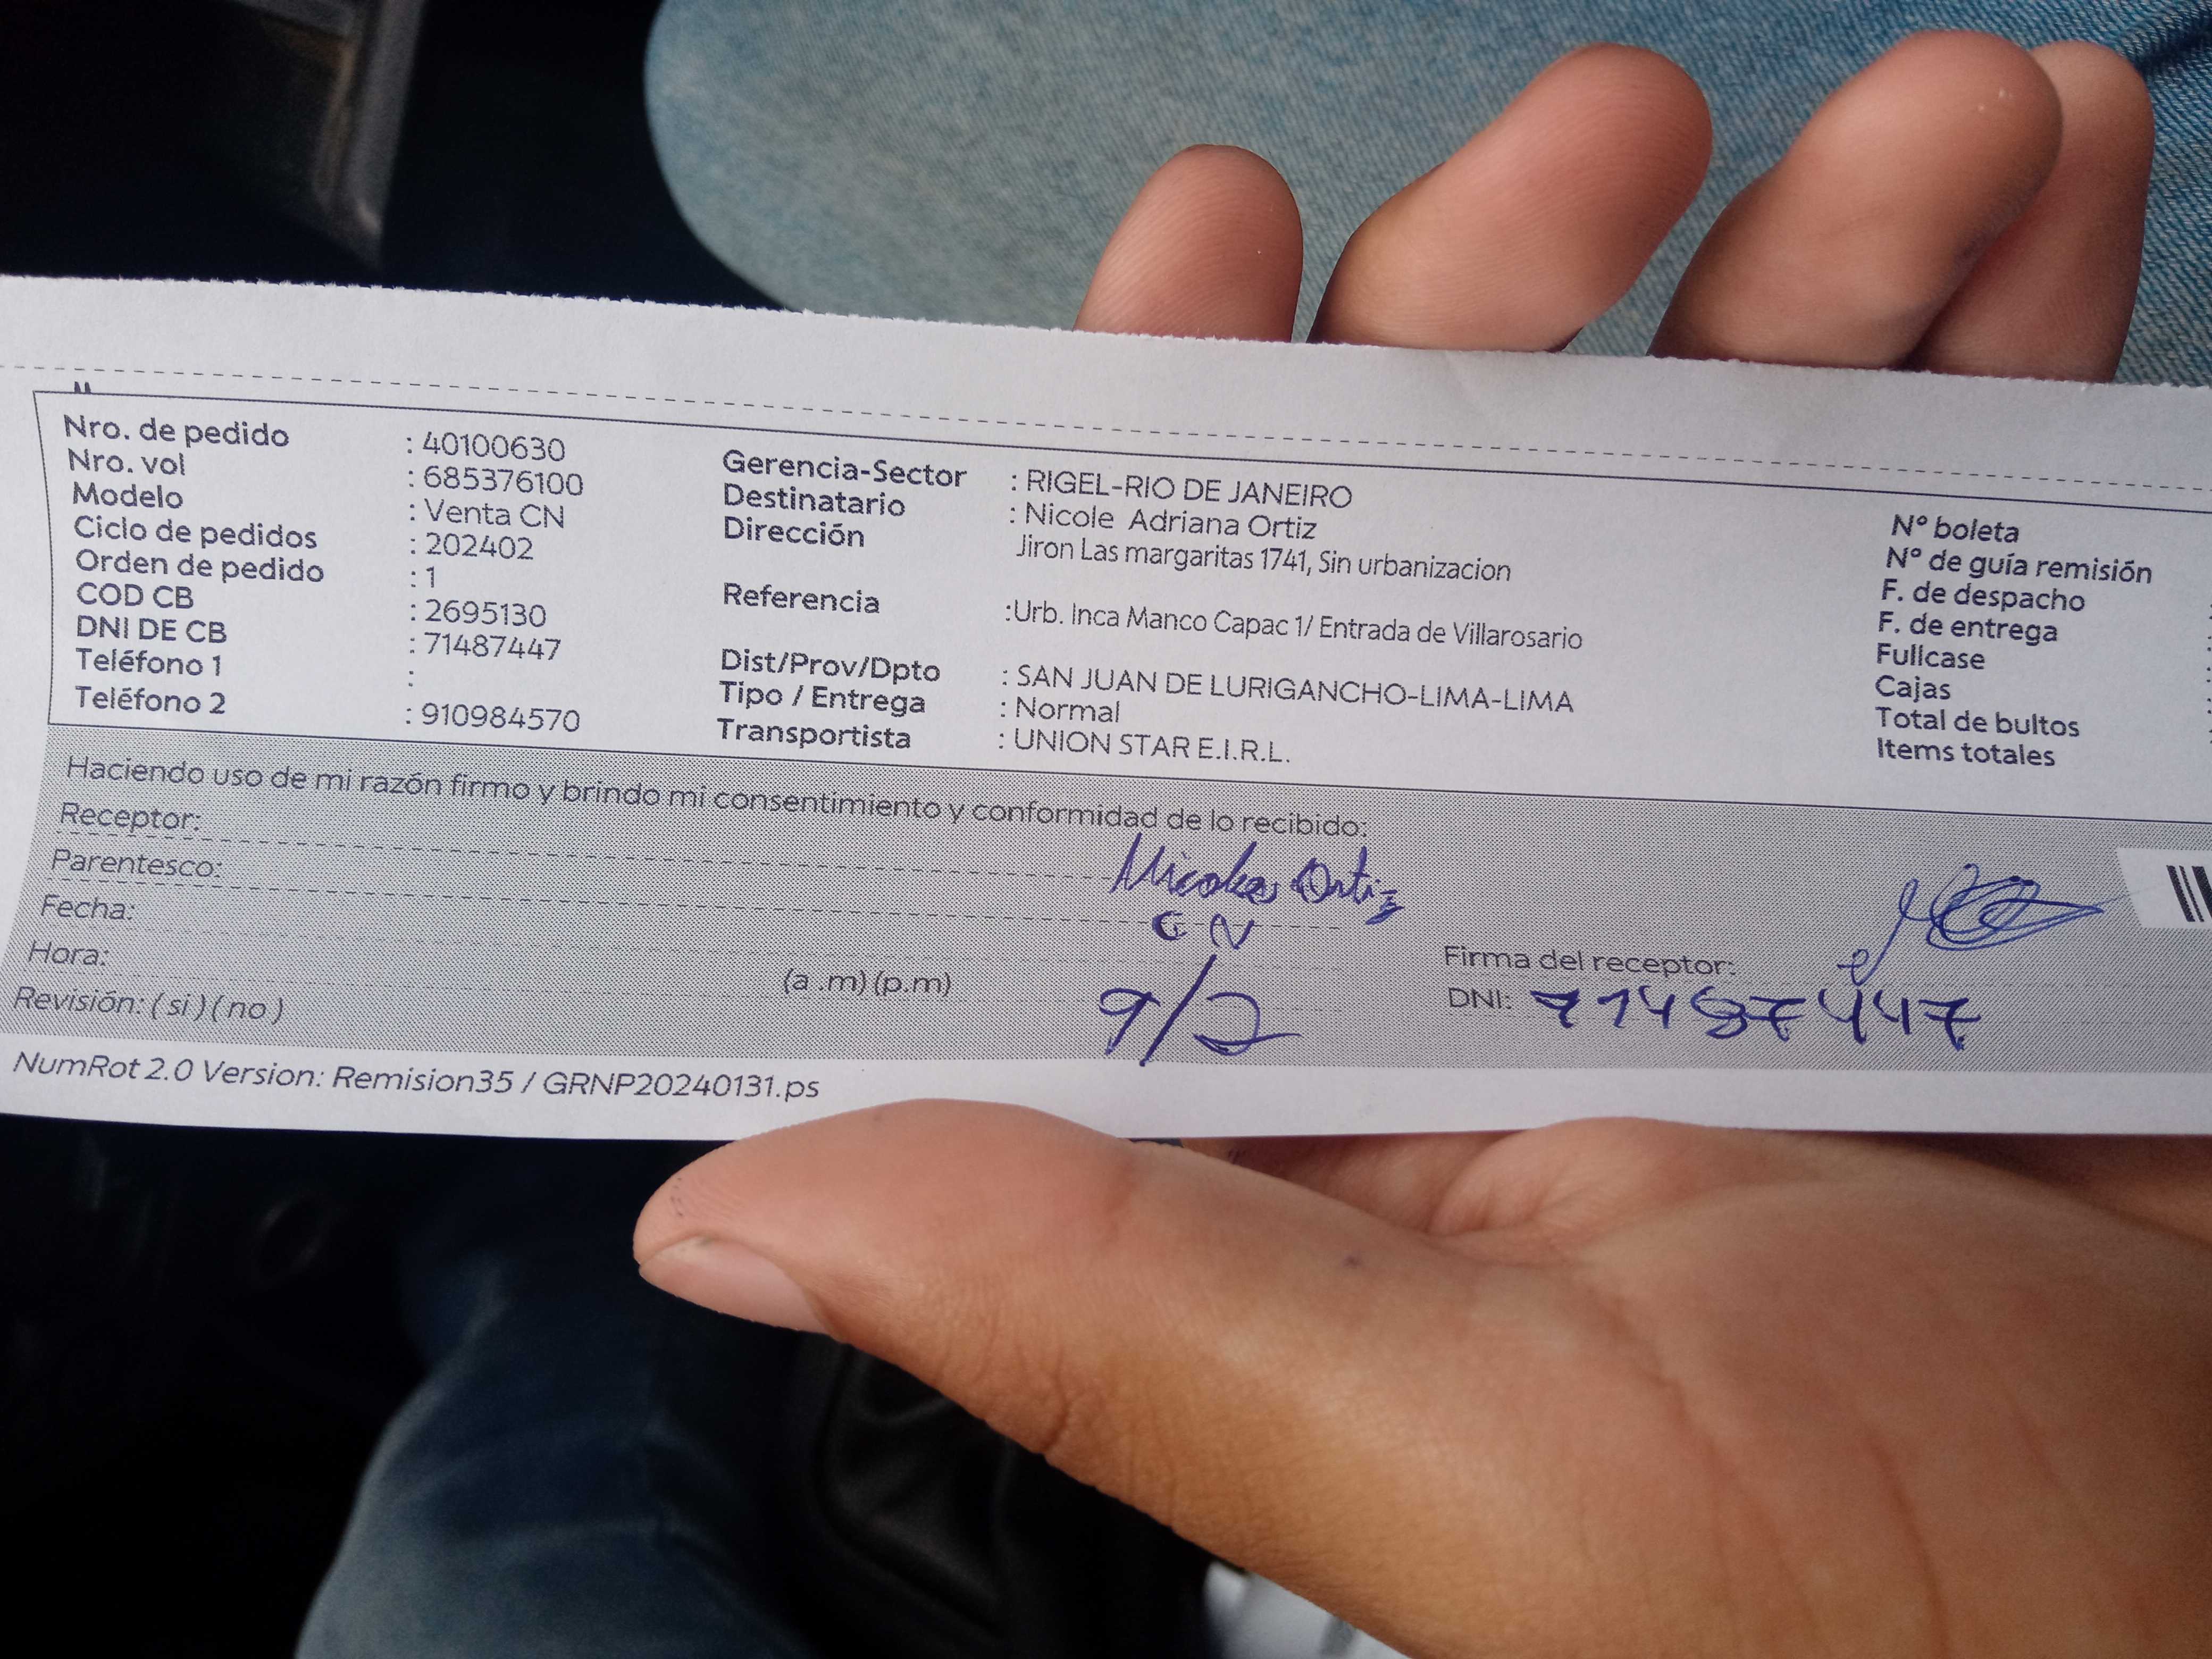 Nro. de pedido : 40100630
Nro. vol : 685376100
Modelo : Venta CN
Ciclo de pedidos : 202402
Orden de pedido : 1
COD CB : 2695130
DNI DE CB : 71487447
Teléfono 1 :
Teléfono 2 : 910984570
Gerencia-Sector : RIGEL-RIO DE JANEIRO
Destinatario : Nicole Adriana Ortiz
Dirección Jiron Las margaritas 1741, Sin urbanizacion
Referencia :Urb. Inca Manco Capac 1/ Entrada de Villarosario
Dist/Prov/Dpto : SAN JUAN DE LURIGANCHO-LIMA-LIMA
Tipo / Entrega : Normal
Transportista : UNION STAR E.I.R.L.
N° boleta
N° de guía remisión
F. de despacho
F. de entrega
Fullcase
Cajas
Total de bultos
Items totales
Haciendo uso de mi razón firmo y brindo mi consentimiento y conformidad de lo recibido:
Receptor: Ortiz
Parentesco: CN
Fecha: 9/2
Hora: (a .m) (p.m)
Revisión: ( si ) ( no )
Firma del receptor:
DNI: 71487447
NumRot 2.0 Version: Remision35 / GRNP20240131.ps